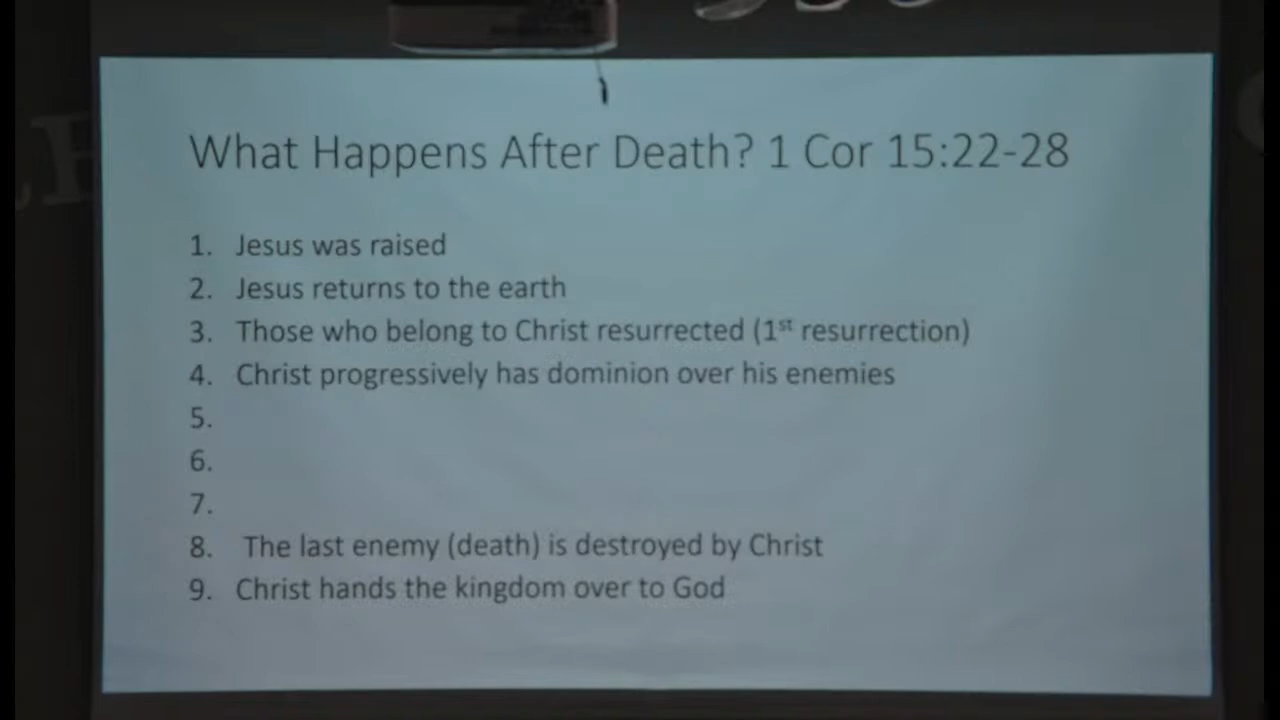 What Happens After Death? 1 Cor 15:22-28
1. Jesus was raised
2. Jesus returns to the earth
3. Those who belong to Christ resurrected (1st resurrection)
4. Christ progressively has dominion over his enemies
5.
6.
7.
8. The last enemy (death) is destroyed by Christ
9. Christ hands the kingdom over to God